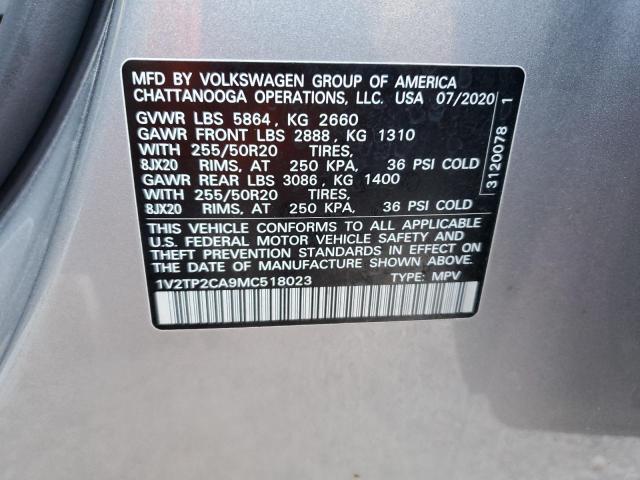 MFD BY VOLKSWAGEN GROUP OF AMERICA
CHATTANOOGA OPERATIONS, LLC. USA 07/2020
GVWR LBS 5864, KG 2660
GAWR FRONT LBS 2888, KG 1310
WITH 255/50R20 TIRES,
8JX20 RIMS, AT 250 KPA, 36 PSI COLD
GAWR REAR LBS 3086, KG 1400
WITH 255/50R20 TIRES,
8JX20 RIMS, AT 250 KPA, 36 PSI COLD
THIS VEHICLE CONFORMS TO ALL APPLICABLE
U.S. FEDERAL MOTOR VEHICLE SAFETY AND
THEFT PREVENTION STANDARDS IN EFFECT ON
THE DATE OF MANUFACTURE SHOWN ABOVE.
1V2TP2CA9MC518023 TYPE: MPV
3120078 1